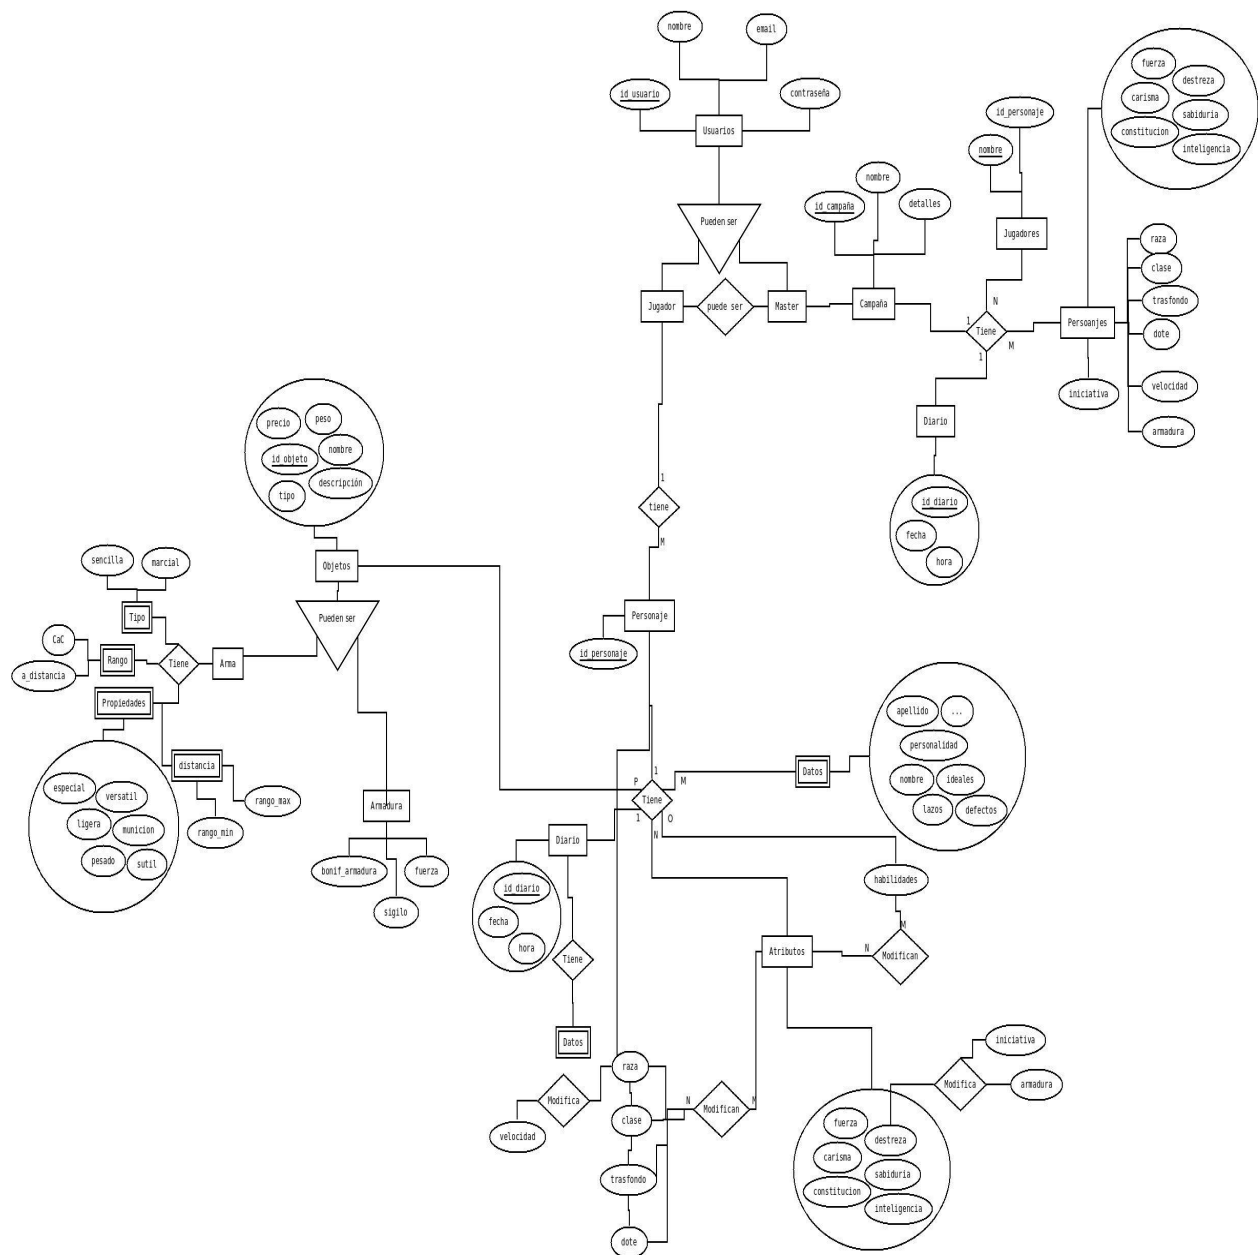 nombre
email
id_usuario
contraseña
Usuarios
Pueden ser
Jugador
puede ser
Master
id_campaña
nombre
detalles
Campaña
id_personaje
nombre
Jugadores
N
1
Tiene
M
1
fuerza
destreza
carisma
sabiduria
constitucion
inteligencia
Persoanjes
raza
clase
trasfondo
dote
velocidad
armadura
iniciativa
Diario
id_diario
fecha
hora
1
tiene
M
Personaje
id_personaje
precio
peso
nombre
id_objeto
descripción
tipo
Objetos
Pueden ser
sencilla
marcial
Tipo
CaC
Rango
a_distancia
Tiene
Arma
Propiedades
distancia
rango_max
rango_min
especial
versatil
ligera
municion
pesado
sutil
Armadura
bonif_armadura
fuerza
sigilo
1
P
M
Tiene
1
O
N
Datos
apellido
...
personalidad
nombre
ideales
lazos
defectos
Diario
id_diario
fecha
hora
Tiene
Datos
habilidades
M
N
Modifican
Atributos
raza
Modifica
velocidad
clase
trasfondo
dote
N
Modifican
M
iniciativa
Modifica
armadura
fuerza
destreza
carisma
sabiduria
constitucion
inteligencia